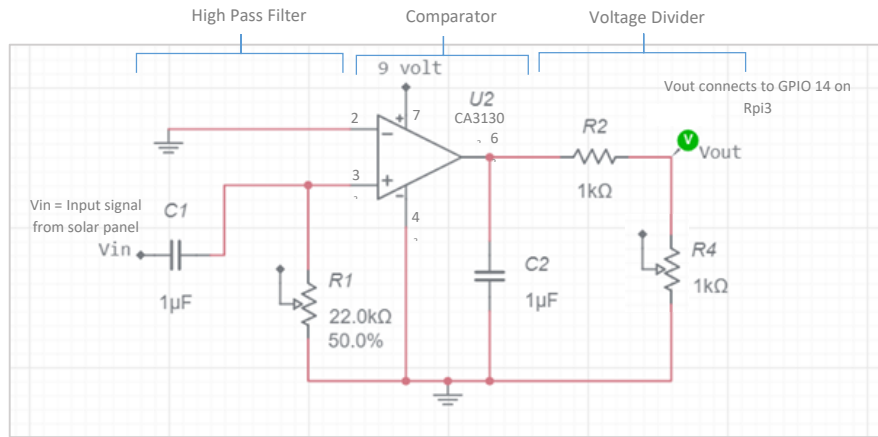 High Pass Filter
Comparator
Voltage Divider
9 volt
Vout connects to GPIO 14 on
Rpi3
U2
CA3130
7
2
6
R2
Vout
1kΩ
3
Vin = Input signal
from solar panel
C1
Vin
4
1μF
R1
22.0kΩ
50.0%
C2
1μF
R4
1kΩ
V